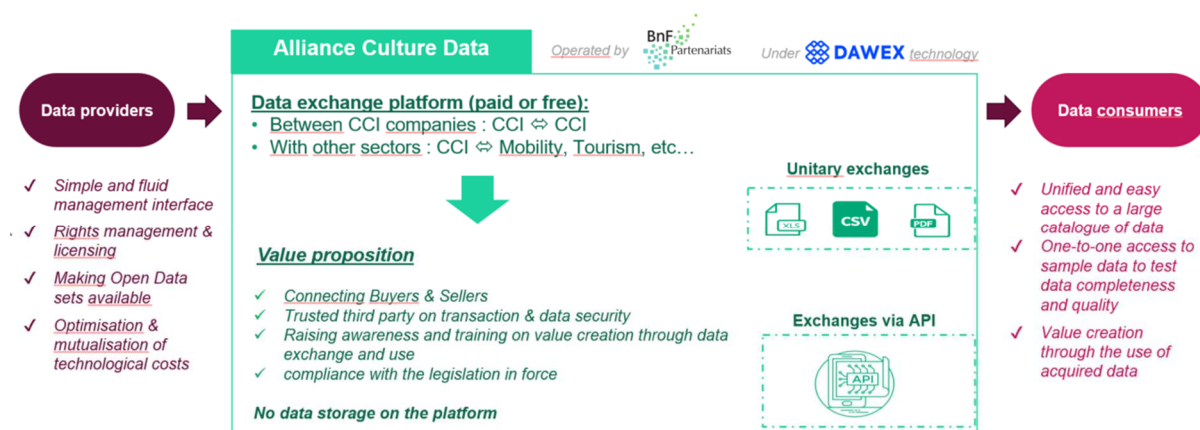 Alliance Culture Data
Operated by
BnF
Partenariats
Under
DAWEX
technology
Data providers
✓ Simple and fluid
management interface
✓ Rights management &
licensing
✓ Making Open Data
sets available
✓ Optimisation &
mutualisation of
technological costs
Data exchange platform (paid or free):
• Between CCI companies : CCI ⇔ CCI
• With other sectors : CCI ⇔ Mobility, Tourism, etc…
Value proposition
✓ Connecting Buyers & Sellers
✓ Trusted third party on transaction & data security
✓ Raising awareness and training on value creation through data
exchange and use
✓ compliance with the legislation in force
No data storage on the platform
Unitary exchanges
XLS
CSV
PDF
Exchanges via API
API
Data consumers
✓ Unified and easy
access to a large
catalogue of data
✓ One-to-one access to
sample data to test
data completeness
and quality
✓ Value creation
through the use of
acquired data